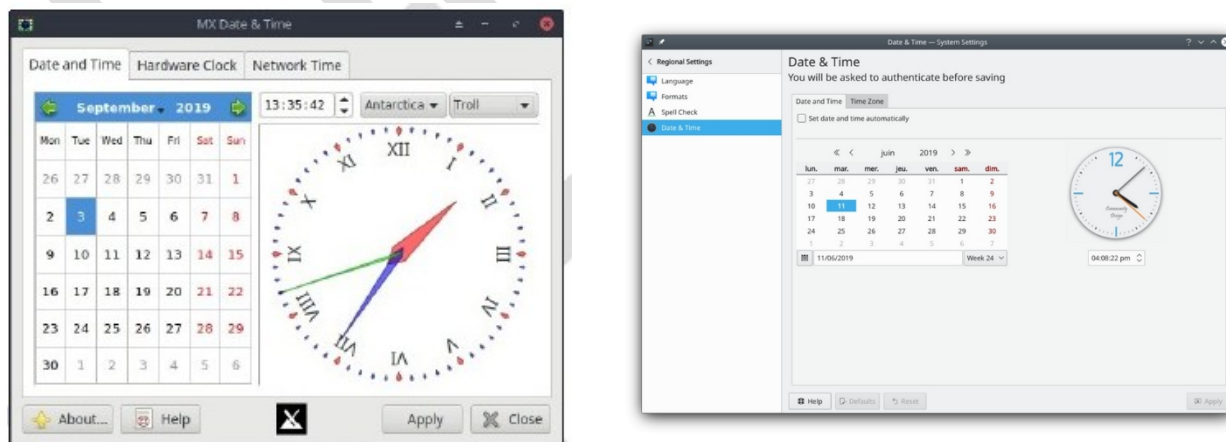 MX Date & Time
Date and Time Hardware Clock Network Time
September 2019
13:35:42 Antarctica Troll
Mon Tue Wed Thu Fri Sat Sun
26 27 28 29 30 31 1
2 3 4 5 6 7 8
9 10 11 12 13 14 15
16 17 18 19 20 21 22
23 24 25 26 27 28 29
30 1 2 3 4 5 6
XII
I
II
III
IV
V
VI
VII
VIII
IX
X
XI
About... Help Apply Close
Date & Time — System Settings
Regional Settings
Language
Formats
Spell Check
Date & Time
Date & Time
You will be asked to authenticate before saving
Date and Time Time Zone
Set date and time automatically
juin 2019
lun. mar. mer. jeu. ven. sam. dim.
27 28 29 30 31 1 2
3 4 5 6 7 8 9
10 11 12 13 14 15 16
17 18 19 20 21 22 23
24 25 26 27 28 29 30
1 2 3 4 5 6 7
11/06/2019 Week 24
12
Community
Design
04:08:22 pm
Help Defaults Reset Apply